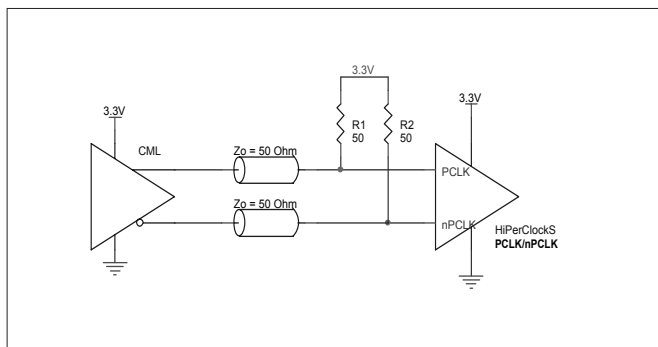 3.3V
3.3V
3.3V
R1
50
R2
50
CML
Zo = 50 Ohm
PCLK
Zo = 50 Ohm
nPCLK
HiPerClockS
PCLK/nPCLK